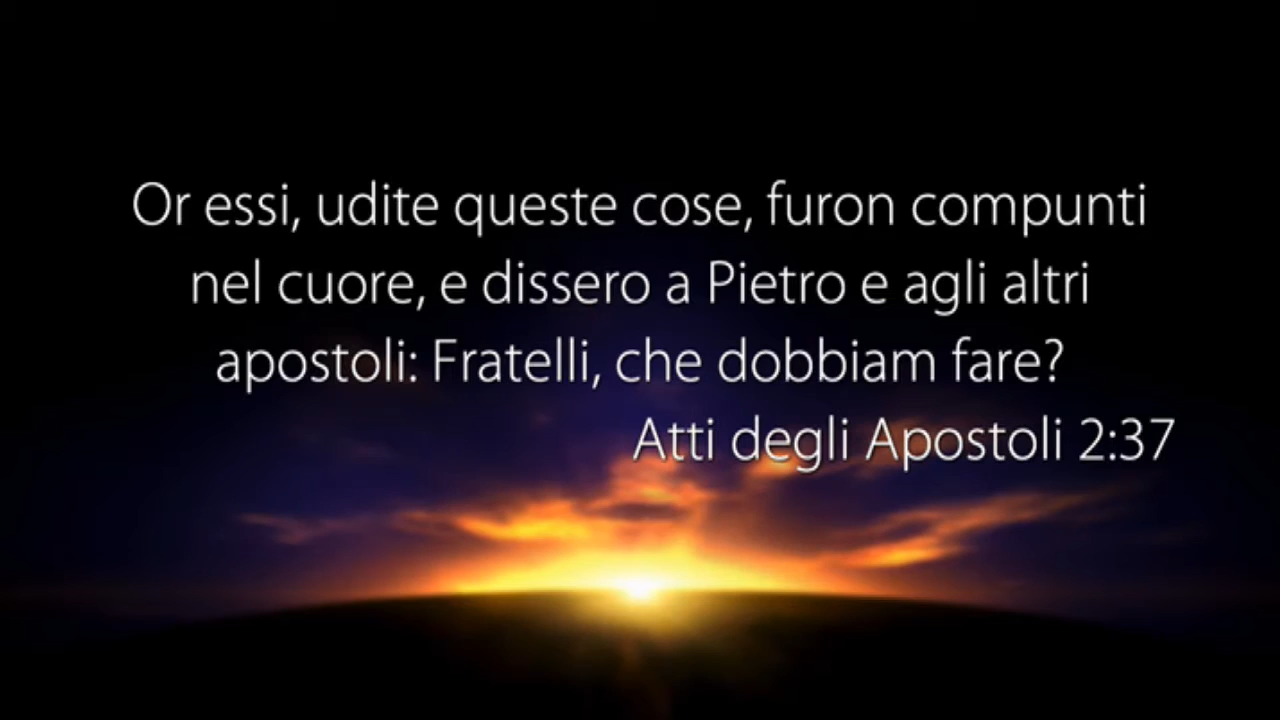 Or essi, udite queste cose, furon compunti
nel cuore, e dissero a Pietro e agli altri
apostoli: Fratelli, che dobbiam fare?
Atti degli Apostoli 2:37